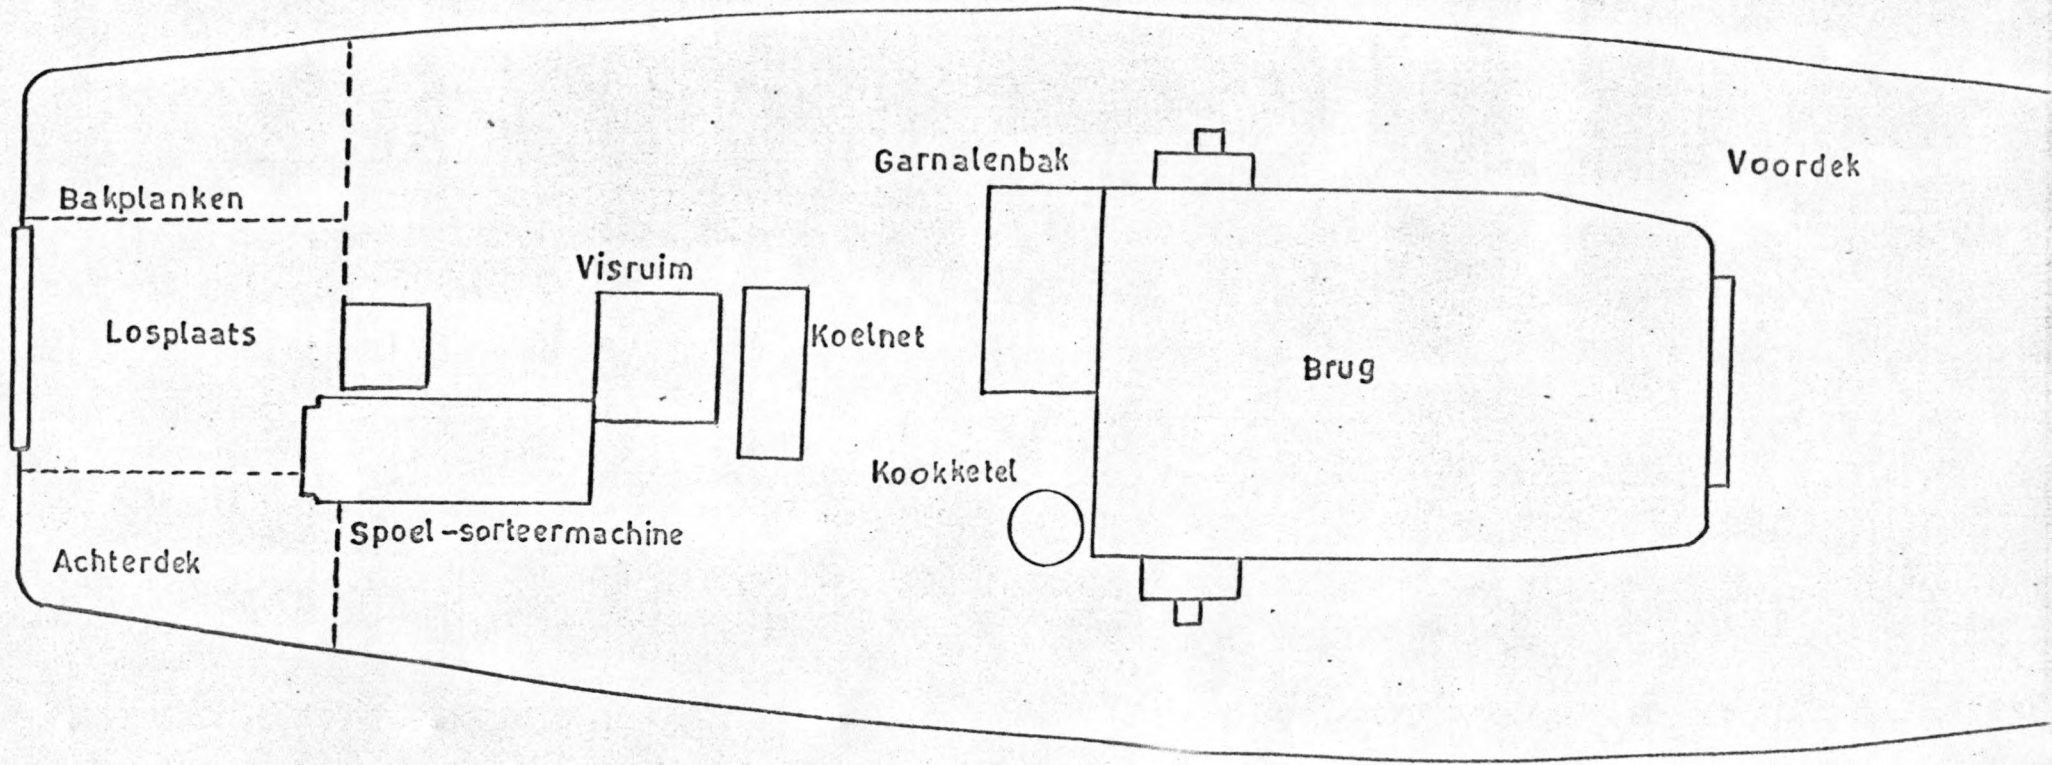 Garnalenbak
Voordek
Bakplanken
Visruim
Losplaats
Koelnet
Brug
Kookketel
Spoel-sorteermachine
Achterdek